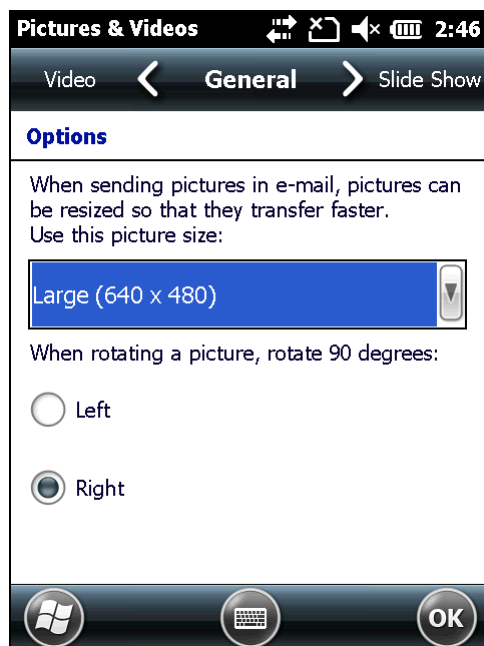 Pictures & Videos 2:46
Video General Slide Show
Options
When sending pictures in e-mail, pictures can
be resized so that they transfer faster.
Use this picture size:
Large (640 x 480)
When rotating a picture, rotate 90 degrees:
Left
Right
OK